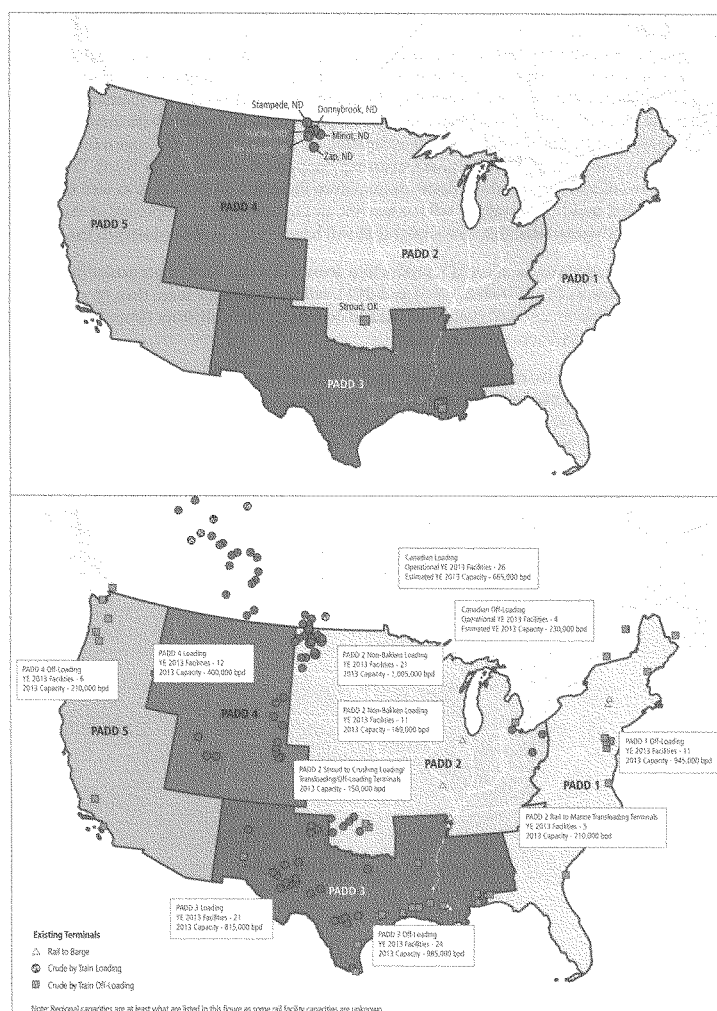 Stampede, ND
Donnybrook, ND
Minot, ND
Zap, ND
PADD 4
PADD 5
PADD 2
PADD 1
Stroud, OK
PADD 3
Canadian Loading
Operational YE 2013 Facilities - 26
Estimated YE 2013 Capacity - 665,000 bpd
Canadian Off-Loading
Operational YE 2013 Facilities - 4
Estimated YE 2013 Capacity - 230,000 bpd
PADD 4 Off-Loading
YE 2013 Facilities - 6
2013 Capacity - 210,000 bpd
PADD 4 Loading
YE 2013 Facilities - 12
2013 Capacity - 400,000 bpd
PADD 2 Non-Bakken Loading
YE 2013 Facilities - 21
2013 Capacity - 1,005,000 bpd
PADD 2 Non-Bakken Loading
YE 2013 Facilities - 11
2013 Capacity - 160,000 bpd
PADD 4
PADD 5
PADD 2
PADD 1 Off-Loading
YE 2013 Facilities - 11
2013 Capacity - 945,000 bpd
PADD 2 Stroud to Crushing Loading/
Transloading/Off-Loading Terminals
2013 Capacity - 150,000 bpd
PADD 1
PADD 2 Rail to Marine Transloading Terminals
YE 2013 Facilities - 5
2013 Capacity - 210,000 bpd
PADD 3
PADD 3 Loading
YE 2013 Facilities - 21
2013 Capacity - 815,000 bpd
PADD 3 Off-Loading
YE 2013 Facilities - 24
2013 Capacity - 985,000 bpd
Existing Terminals
Rail to Barge
Crude by Train Loading
Crude by Train Off-Loading
Note: Regional capacities are at least what are listed in this figure as some rail facility capacities are unknown.